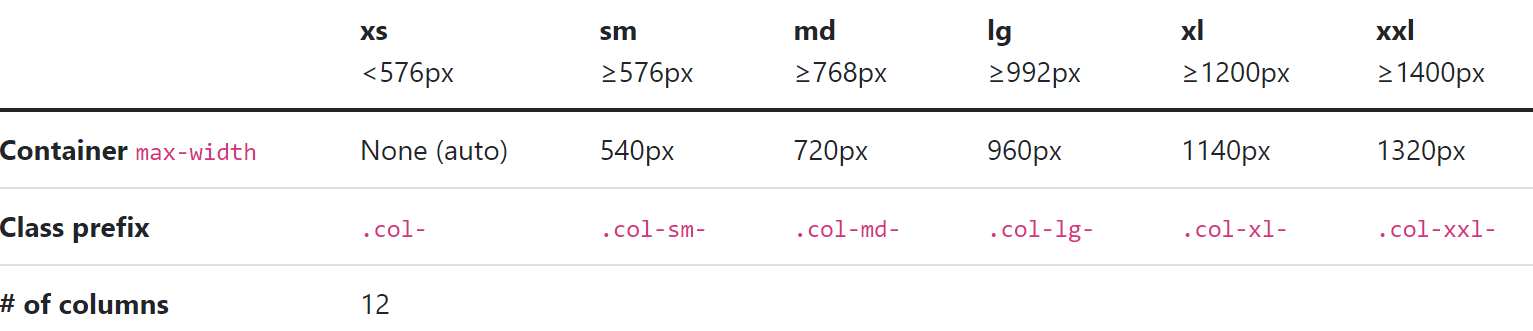 xs sm md lg xl xxl
<576px ≥576px ≥768px ≥992px ≥1200px ≥1400px
Container max-width None (auto) 540px 720px 960px 1140px 1320px
Class prefix .col- .col-sm- .col-md- .col-lg- .col-xl- .col-xxl-
# of columns 12